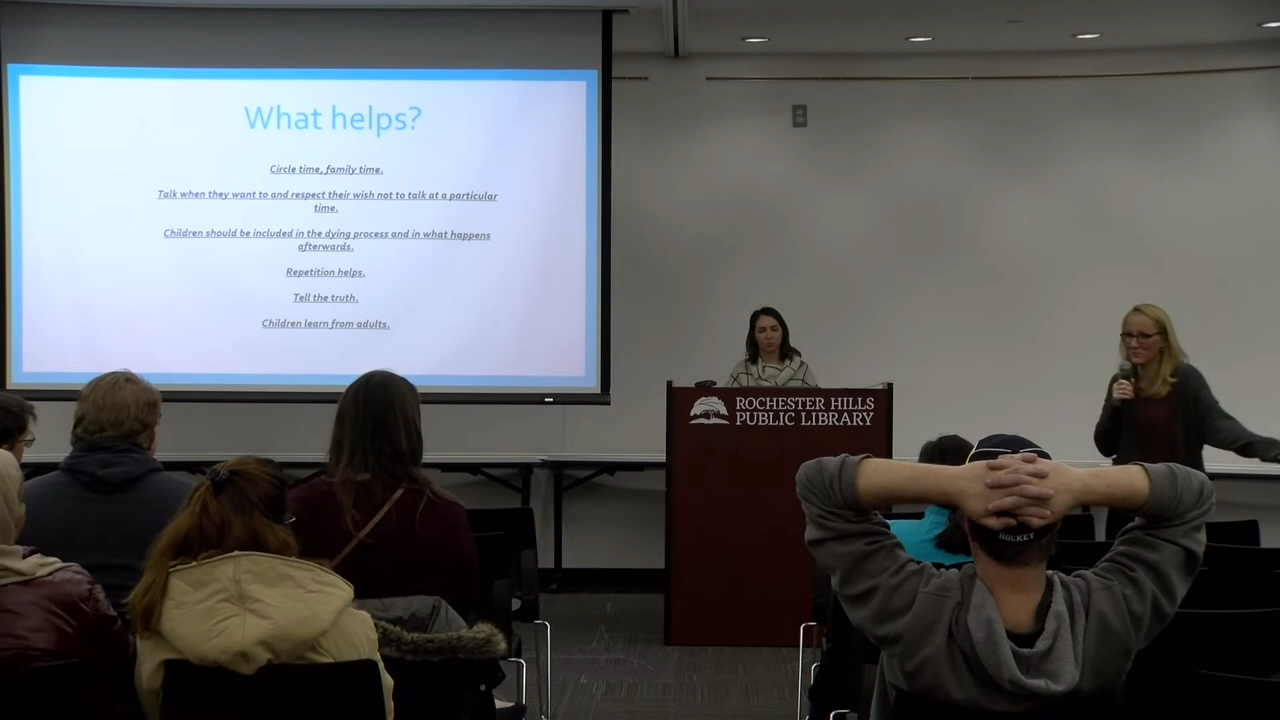 What helps?
Circle time, family time.
Talk when they want to and respect their wish not to talk at a particular
time.
Children should be included in the dying process and in what happens
afterwards.
Repetition helps.
Tell the truth.
Children learn from adults.
ROCHESTER HILLS
PUBLIC LIBRARY
HOCKEY